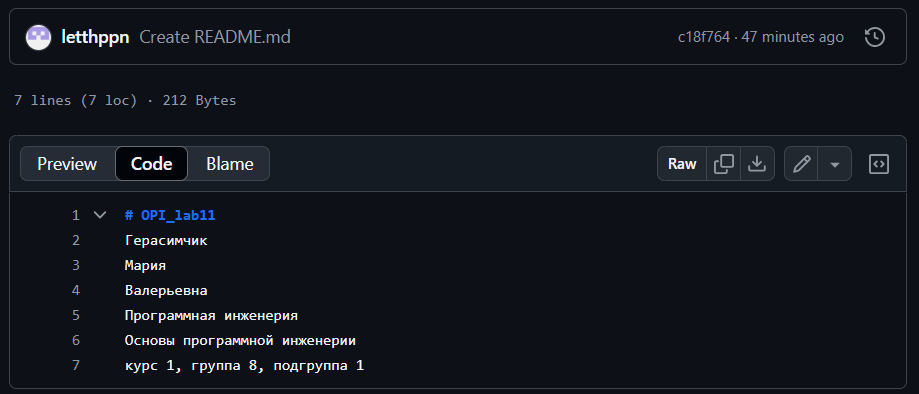 letthppn Create README.md c18f764 · 47 minutes ago
7 lines (7 loc) · 212 Bytes
Preview Code Blame Raw
1 # OPI_lab11
2 Герасимчик
3 Мария
4 Валерьевна
5 Программная инженерия
6 Основы программной инженерии
7 курс 1, группа 8, подгруппа 1